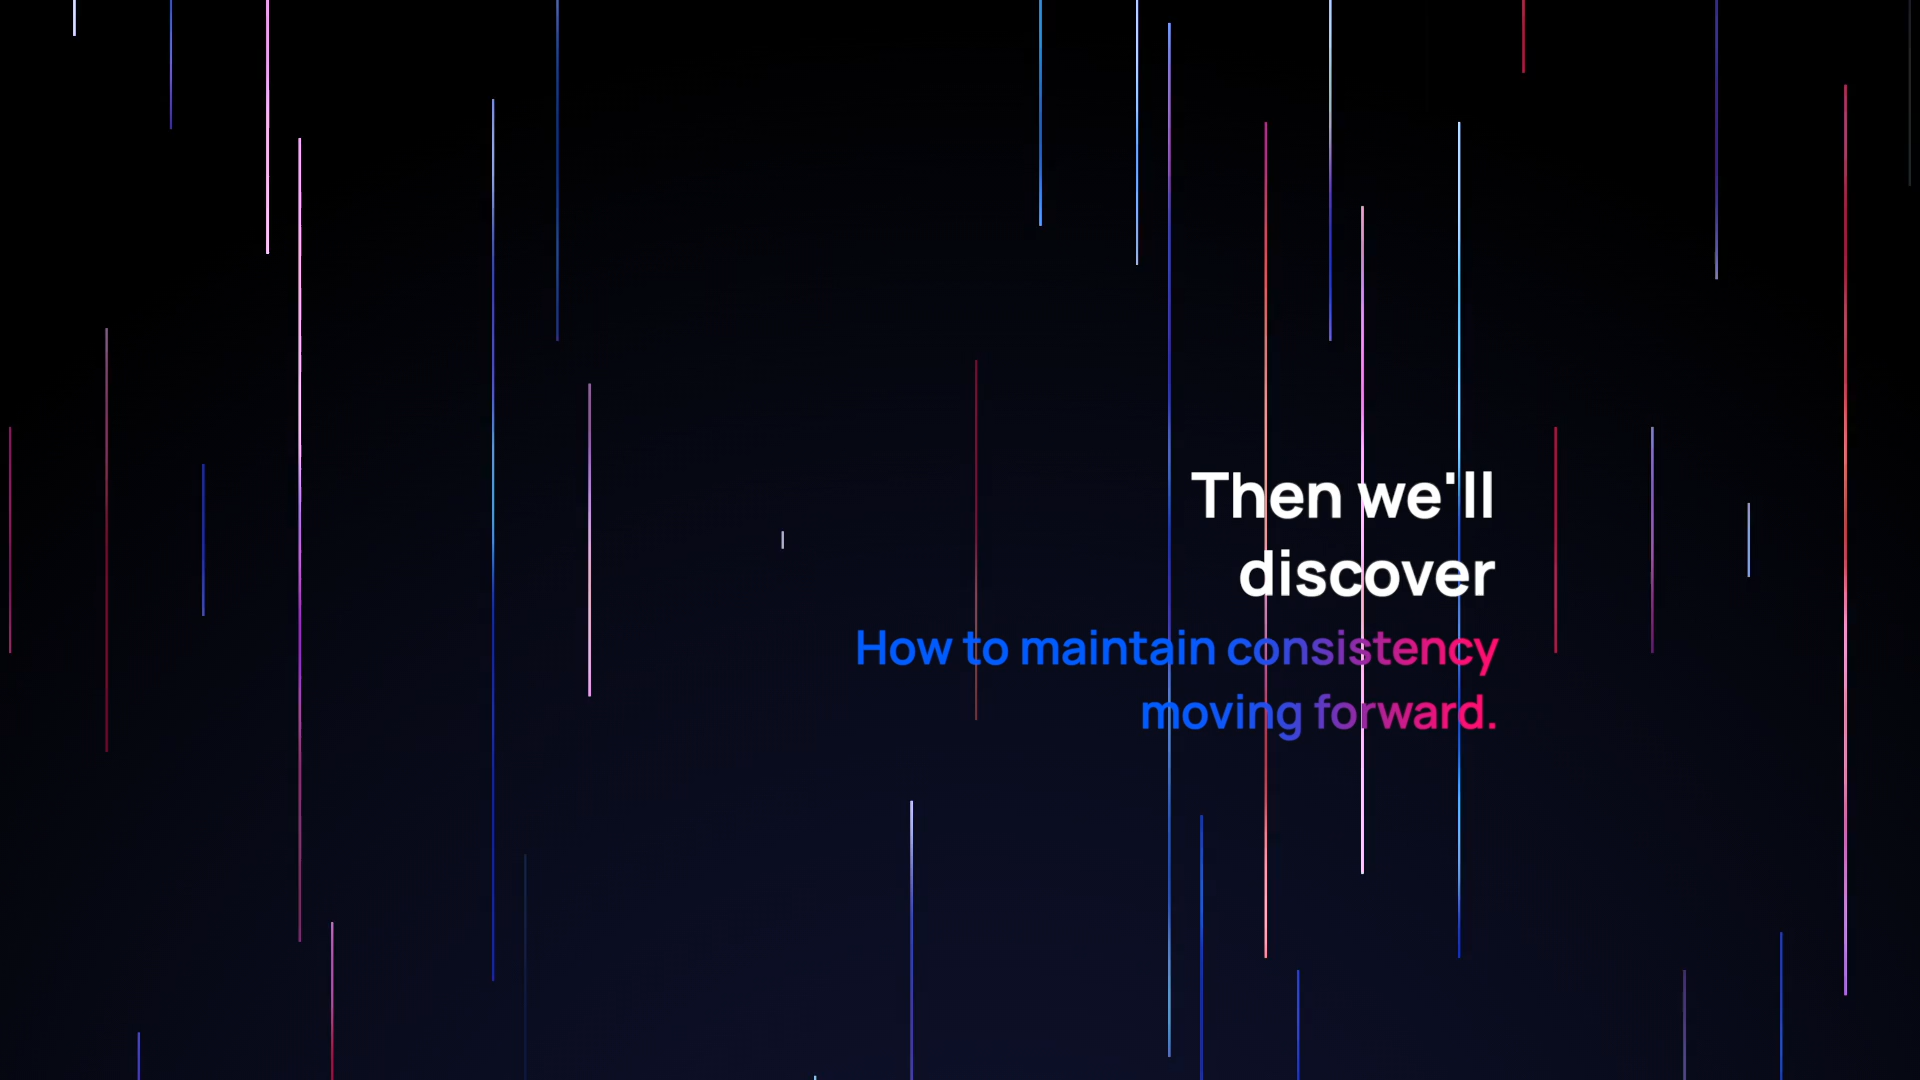 Then we'll
discover
How to maintain consistency
moving forward.